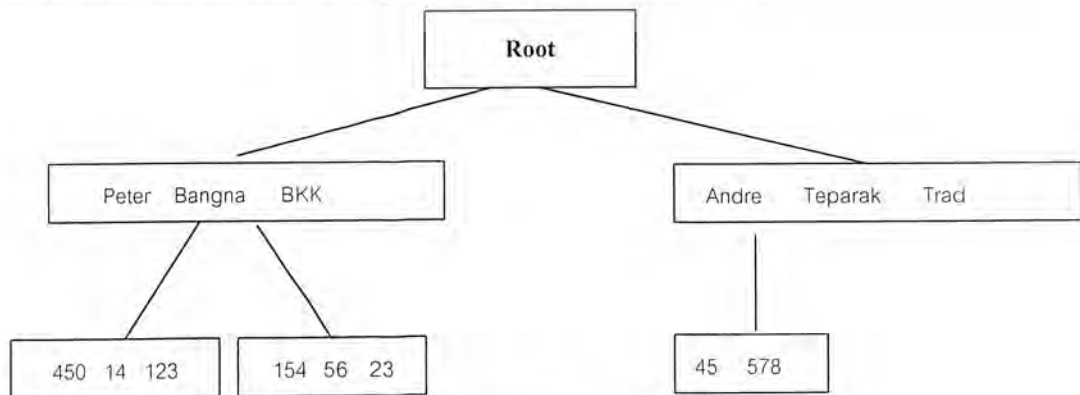 Root
Peter Bangna BKK
Andre Teparak Trad
450 14 123
154 56 23
45 578